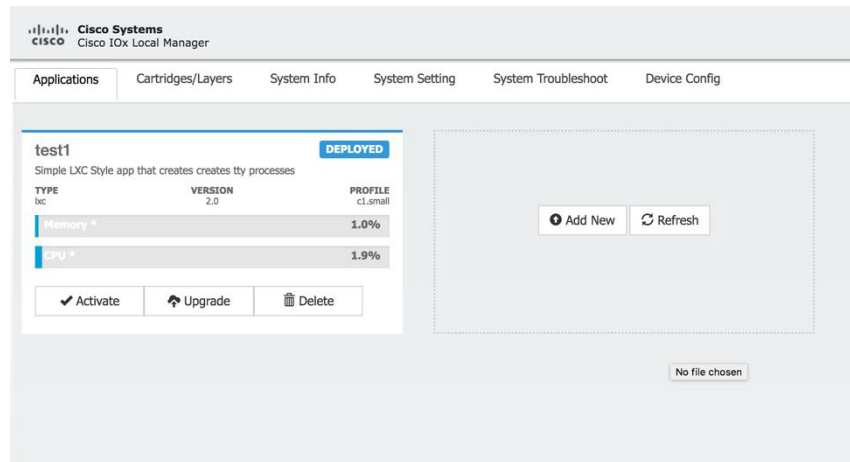 Cisco Systems
CISCO Cisco IOx Local Manager
Applications Cartridges/Layers System Info System Setting System Troubleshoot Device Config
test1 DEPLOYED
Simple LXC Style app that creates creates tty processes
TYPE VERSION PROFILE
lxc 2.0 c1.small
Memory * 1.0%
CPU * 1.9%
Activate Upgrade Delete
Add New Refresh
No file chosen